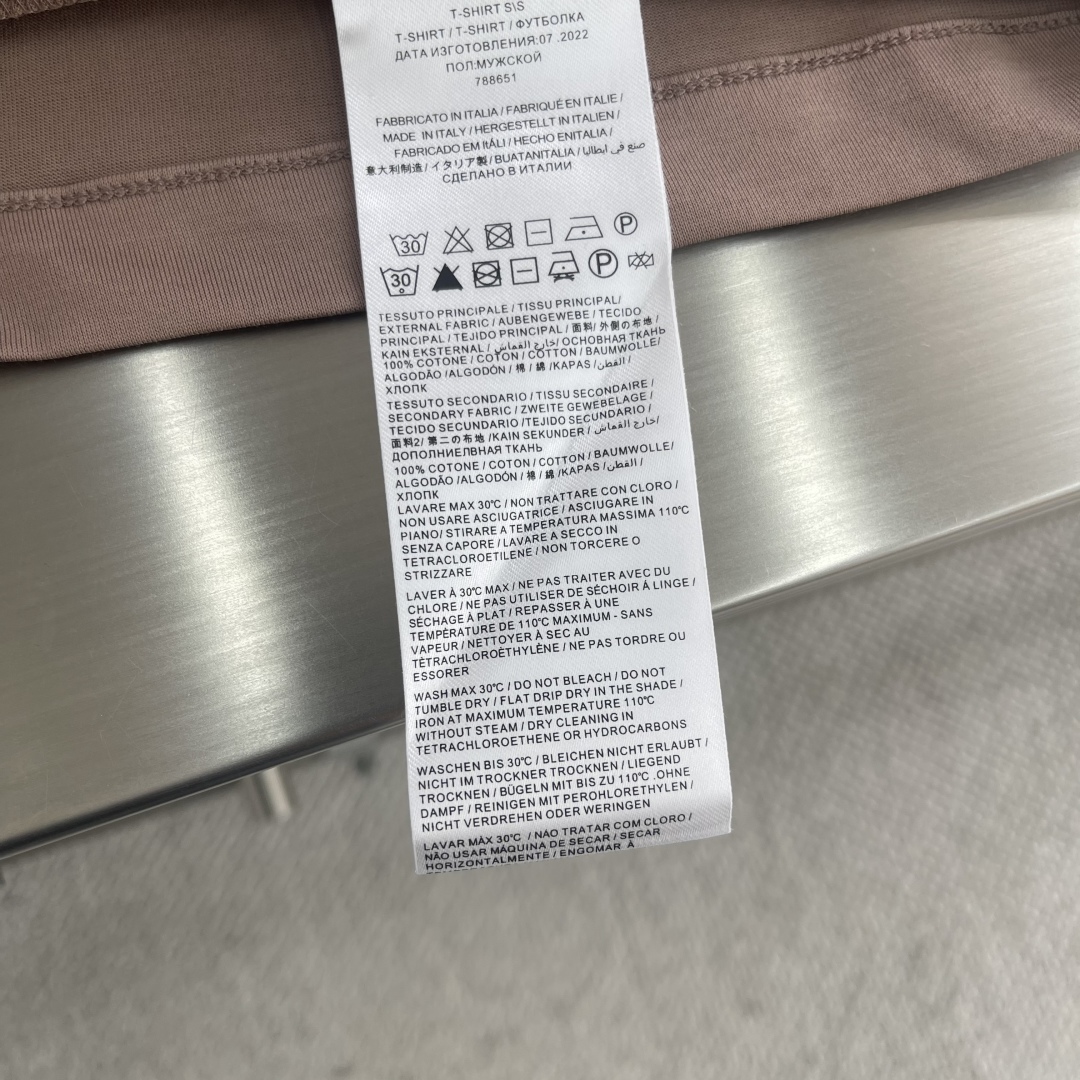 T-SHIRT S\S
T-SHIRT / T-SHIRT / ФУТБОЛКА
ДАТА ИЗГОТОВЛЕНИЯ:07 .2022
ПОЛ:МУЖСКОЙ
788651
FABBRICATO IN ITALIA / FABRIQUÉ EN ITALIE /
MADE IN ITALY / HERGESTELLT IN ITALIEN /
FABRICADO EM ItÁLI / HECHO ENITALIA /
意大利制造 / イタリア製 / BUATANITALIA / صنع في ايطاليا
СДЕЛАНО В ИТАЛИИ
30 P
30 P
TESSUTO PRINCIPALE / TISSU PRINCIPAL/
EXTERNAL FABRIC / AUBENGEWEBE / TECIDO
PRINCIPAL / TEJIDO PRINCIPAL / 面料/ 外側の布地 /
KAIN EKSTERNAL / خارج القماش/ ОСНОВНАЯ ТКАНЬ
100% COTONE / COTON / COTTON / BAUMWOLLE/
ALGODÃO /ALGODÓN / 棉 / 綿 /KAPAS /القطن /
ХЛОПК
TESSUTO SECONDARIO / TISSU SECONDAIRE /
SECONDARY FABRIC / ZWEITE GEWEBELAGE /
TECIDO SECUNDARIO /TEJIDO SECUNDARIO /
面料2/ 第二の布地 /KAIN SEKUNDER / خارج القماش/
ДОПОЛНИЕЛВНАЯ ТКАНЬ
100% COTONE / COTON / COTTON / BAUMWOLLE/
ALGODÃO /ALGODÓN / 棉 / 綿 /KAPAS /القطن /
ХЛОПК
LAVARE MAX 30℃ / NON TRATTARE CON CLORO /
NON USARE ASCIUGATRICE / ASCIUGARE IN
PIANO/ STIRARE A TEMPERATURA MASSIMA 110℃
SENZA CAPORE / LAVARE A SECCO IN
TETRACLOROETILENE / NON TORCERE O
STRIZZARE
LAVER À 30℃ MAX / NE PAS TRAITER AVEC DU
CHLORE / NE PAS UTILISER DE SÉCHOIR Á LINGE /
SÉCHAGE À PLAT / REPASSER À UNE
TEMPÉRATURE DE 110℃ MAXIMUM - SANS
VAPEUR / NETTOYER À SEC AU
TÈTRACHLOROÈTHYLÈNE / NE PAS TORDRE OU
ESSORER
WASH MAX 30℃ / DO NOT BLEACH / DO NOT
TUMBLE DRY / FLAT DRIP DRY IN THE SHADE /
IRON AT MAXIMUM TEMPERATURE 110℃
WITHOUT STEAM / DRY CLEANING IN
TETRACHLOROETHENE OR HYDROCARBONS
WASCHEN BIS 30℃ / BLEICHEN NICHT ERLAUBT /
NICHT IM TROCKNER TROCKNEN / LIEGEND
TROCKNEN / BÜGELN MIT BIS ZU 110℃ .OHNE
DAMPF / REINIGEN MIT PEROHLORETHYLEN /
NICHT VERDREHEN ODER WERINGEN
LAVAR MÀX 30℃ / NÃO TRATAR COM CLORO /
NÃO USAR MÁQUINA DE SECAR / SECAR
HORIZONTALMENTE / ENGOMAR À